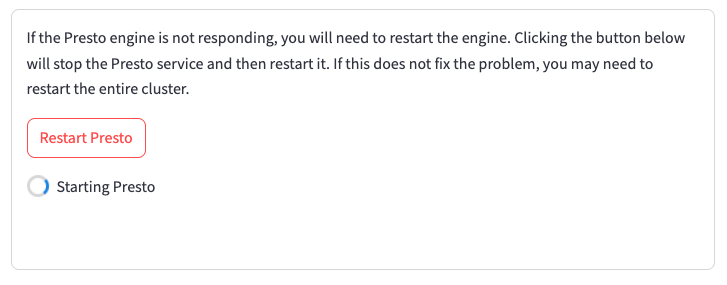 If the Presto engine is not responding, you will need to restart the engine. Clicking the button below
will stop the Presto service and then restart it. If this does not fix the problem, you may need to
restart the entire cluster.
Restart Presto
Starting Presto